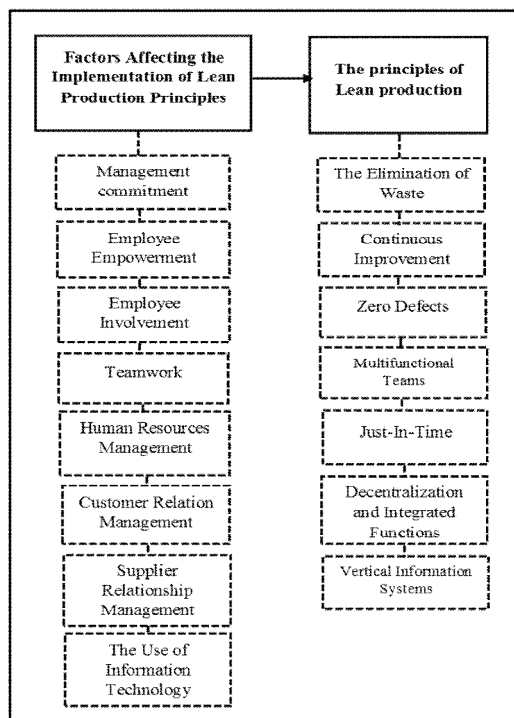 Factors Affecting the
Implementation of Lean
Production Principles
Management
commitment
Employee
Empowerment
Employee
Involvement
Teamwork
Human Resources
Management
Customer Relation
Management
Supplier
Relationship
Management
The Use of
Information
Technology
The principles of
Lean production
The Elimination of
Waste
Continuous
Improvement
Zero Defects
Multifunctional
Teams
Just-In-Time
Decentralization
and Integrated
Functions
Vertical Information
Systems